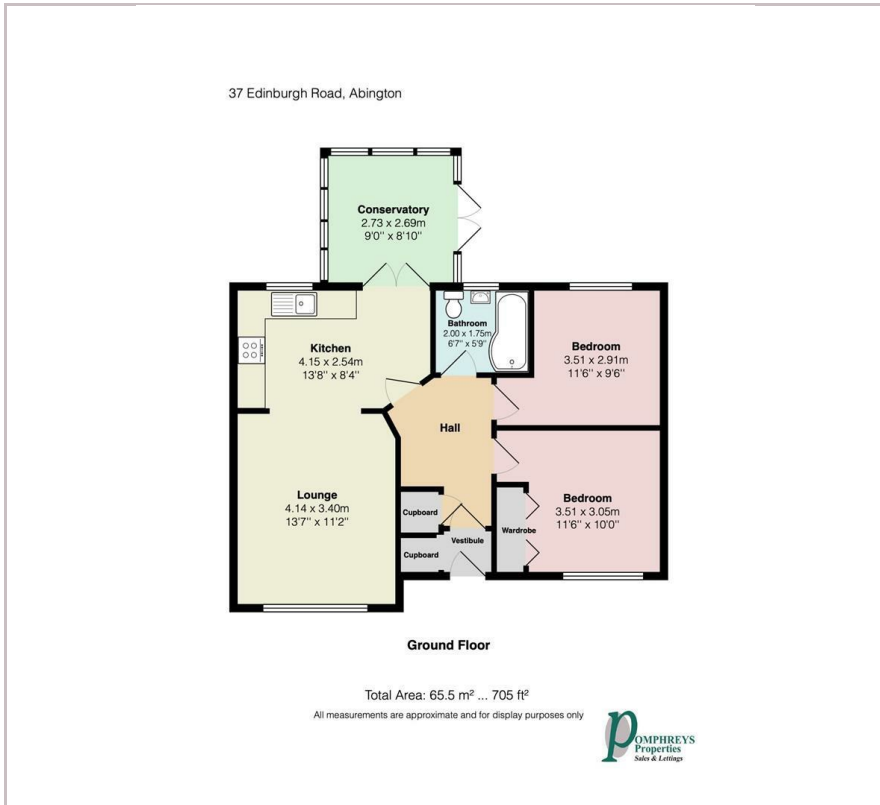 37 Edinburgh Road, Abington
Conservatory
2.73 x 2.69m
9'0'' x 8'10''
Kitchen
4.15 x 2.54m
13'8'' x 8'4''
Bathroom
2.00 x 1.75m
6'7'' x 5'9''
Bedroom
3.51 x 2.91m
11'6'' x 9'6''
Hall
Lounge
4.14 x 3.40m
13'7'' x 11'2''
Bedroom
3.51 x 3.05m
11'6'' x 10'0''
Cupboard
Wardrobe
Vestibule
Cupboard
Ground Floor
Total Area: 65.5 m² ... 705 ft²
All measurements are approximate and for display purposes only
POMPHREYS
Properties
Sales & Lettings